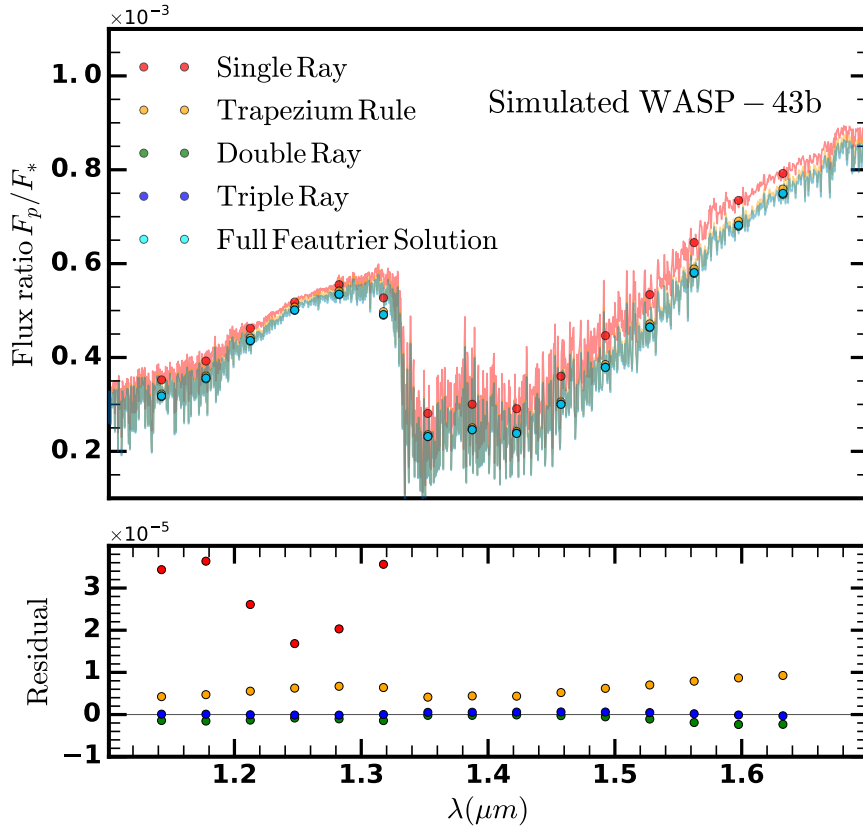 ×10⁻³
1.0
0.8
0.6
0.4
0.2
Flux ratio F_p/F_*
Single Ray
Trapezium Rule
Double Ray
Triple Ray
Full Feautrier Solution
Simulated WASP − 43b
×10⁻⁵
3
2
1
0
−1
Residual
1.2 1.3 1.4 1.5 1.6
λ(μm)